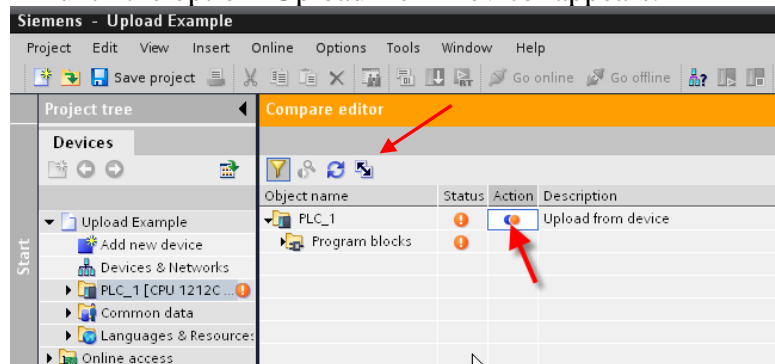 Siemens - Upload Example
Project Edit View Insert Online Options Tools Window Help
Save project Go online Go offline
Project tree
Compare editor
Devices
Object name Status Action Description
PLC_1 Upload from device
Program blocks
Upload Example
Add new device
Devices & Networks
PLC_1 [CPU 1212C ...
Common data
Languages & Resource
Online access
Start